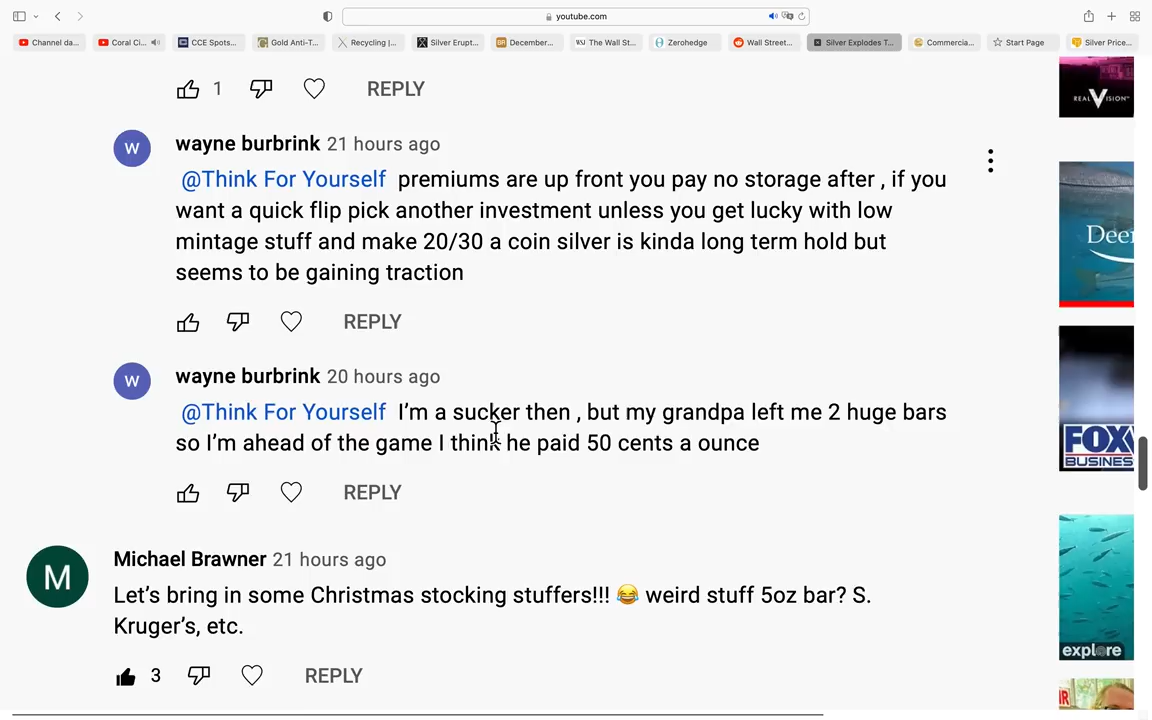 youtube.com
Channel da...
Coral Ci...
CCE Spots...
Gold Anti-T...
Recycling |...
Silver Erupt...
December...
The Wall St...
Zerohedge
Wall Street...
Silver Explodes T...
Commercia...
Start Page
Silver Price...
1 REPLY
REAL VISION
wayne burbrink 21 hours ago
@Think For Yourself premiums are up front you pay no storage after , if you
want a quick flip pick another investment unless you get lucky with low
mintage stuff and make 20/30 a coin silver is kinda long term hold but
seems to be gaining traction
REPLY
wayne burbrink 20 hours ago
@Think For Yourself I’m a sucker then , but my grandpa left me 2 huge bars
so I’m ahead of the game I think he paid 50 cents a ounce
REPLY
FOX
BUSINES
M
Michael Brawner 21 hours ago
Let’s bring in some Christmas stocking stuffers!!! 😂 weird stuff 5oz bar? S.
Kruger’s, etc.
3 REPLY
explore